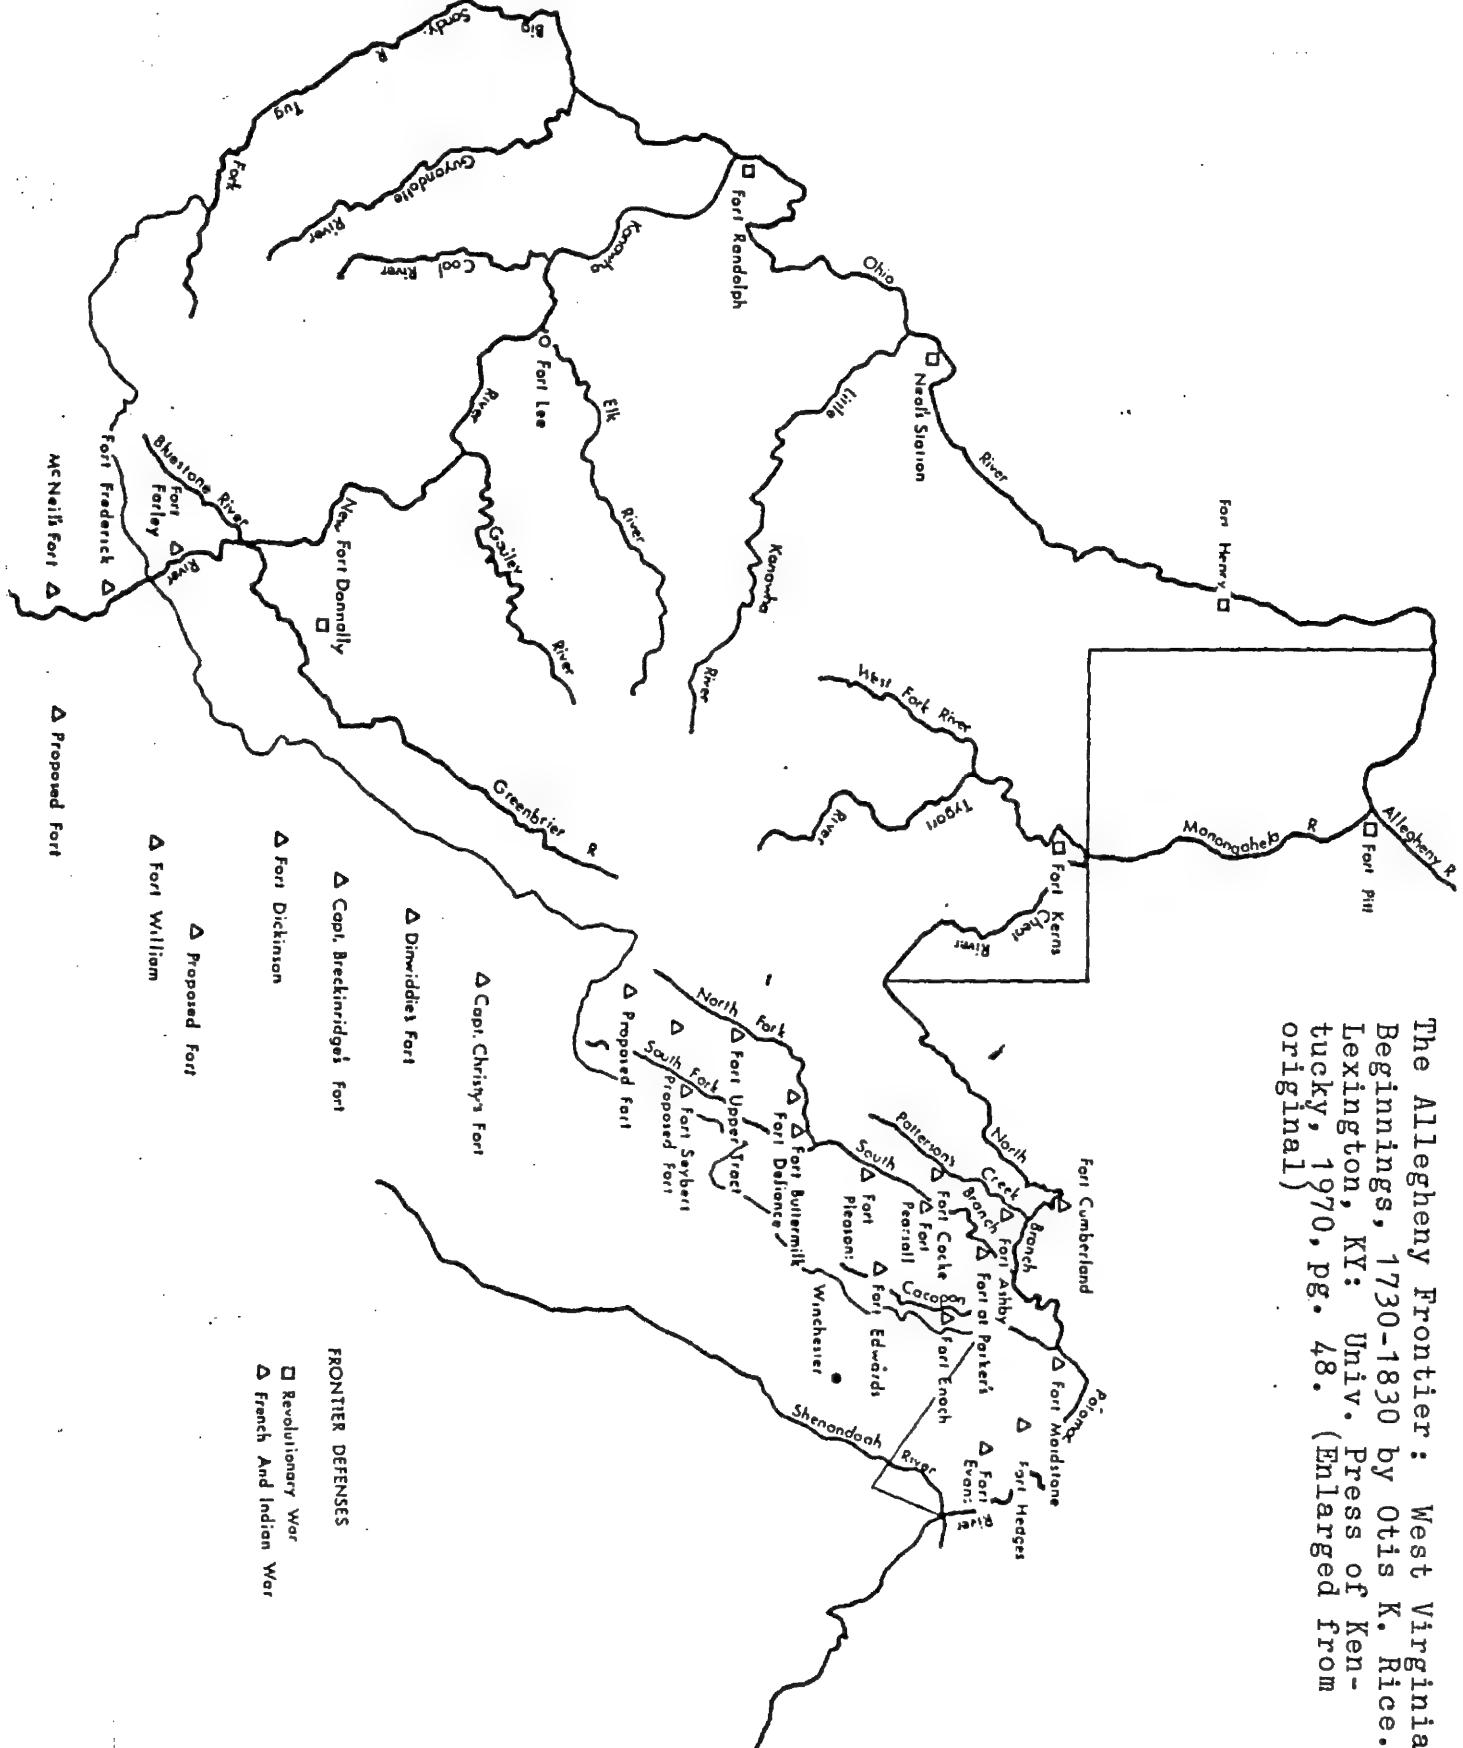 The Allegheny Frontier: West Virginia
Beginnings, 1730-1830 by Otis K. Rice.
Lexington, KY: Univ. Press of Ken-
tucky, 1970, pg. 48. (Enlarged from
original)
Allegheny R.
Fort Pitt
Monongahela R
Fort Henry
Fort Kerns
Cheat
River
West Fork River
Tygart
River
Ohio
River
Neal's Station
Little
Kanawha
River
Fort Randolph
Kanawha
River
Elk
River
Fort Lee
Coal
River
Guyandotte
River
Big
Sandy
R
Tug
Fork
Gauley
River
New
River
Fort Donnally
Bluestone River
Fort
Farley
Fort Frederick
McNeil's Fort
Greenbrier R
Proposed Fort
Fort William
Proposed Fort
Fort Dickinson
Capt. Breckinridge's Fort
Dinwiddie's Fort
Capt. Christy's Fort
Proposed Fort
North Fork
South Fork
Fort Upper Tract
Fort Seybert
Proposed Fort
Fort Defiance
Fort Buttermilk
South
Branch
Patterson's
Creek
North
Branch
Fort Cumberland
Fort Ashby
Fort Cocke
Fort
Pearsall
Fort
Pleasant
Fort at Parker's
Cacapon
Fort Edwards
Fort Enoch
Winchester
Fort Maidstone
Fort Hedges
Fort
Evans
Shenandoah
River
FRONTIER DEFENSES
Revolutionary War
French And Indian War